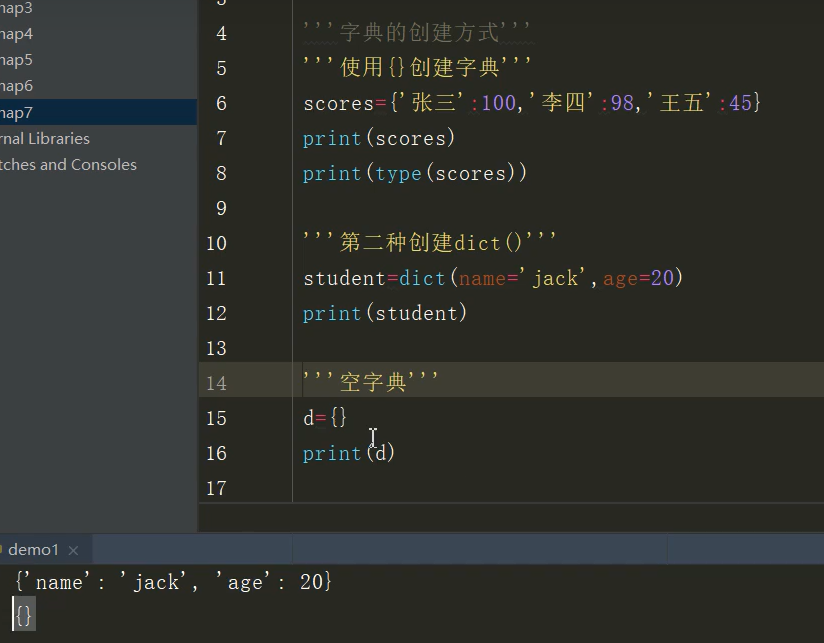 nap3
nap4
nap5
nap6
nap7
rnal Libraries
tches and Consoles
4 '''字典的创建方式'''
5 '''使用{}创建字典'''
6 scores={'张三':100,'李四':98,'王五':45}
7 print(scores)
8 print(type(scores))
9
10 '''第二种创建dict()'''
11 student=dict(name='jack',age=20)
12 print(student)
13
14 '''空字典'''
15 d={}
16 print(d)
17
demo1 ×
{'name': 'jack', 'age': 20}
{}